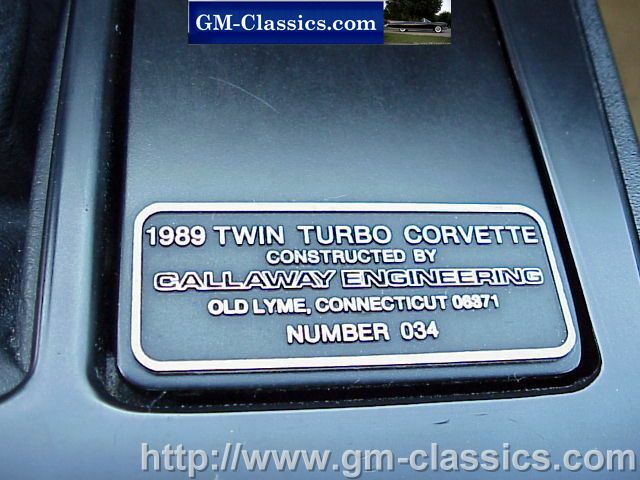 GM-Classics.com
1989 TWIN TURBO CORVETTE
CONSTRUCTED BY
CALLAWAY ENGINEERING
OLD LYME, CONNECTICUT 06371
NUMBER 034
http://www.gm-classics.com